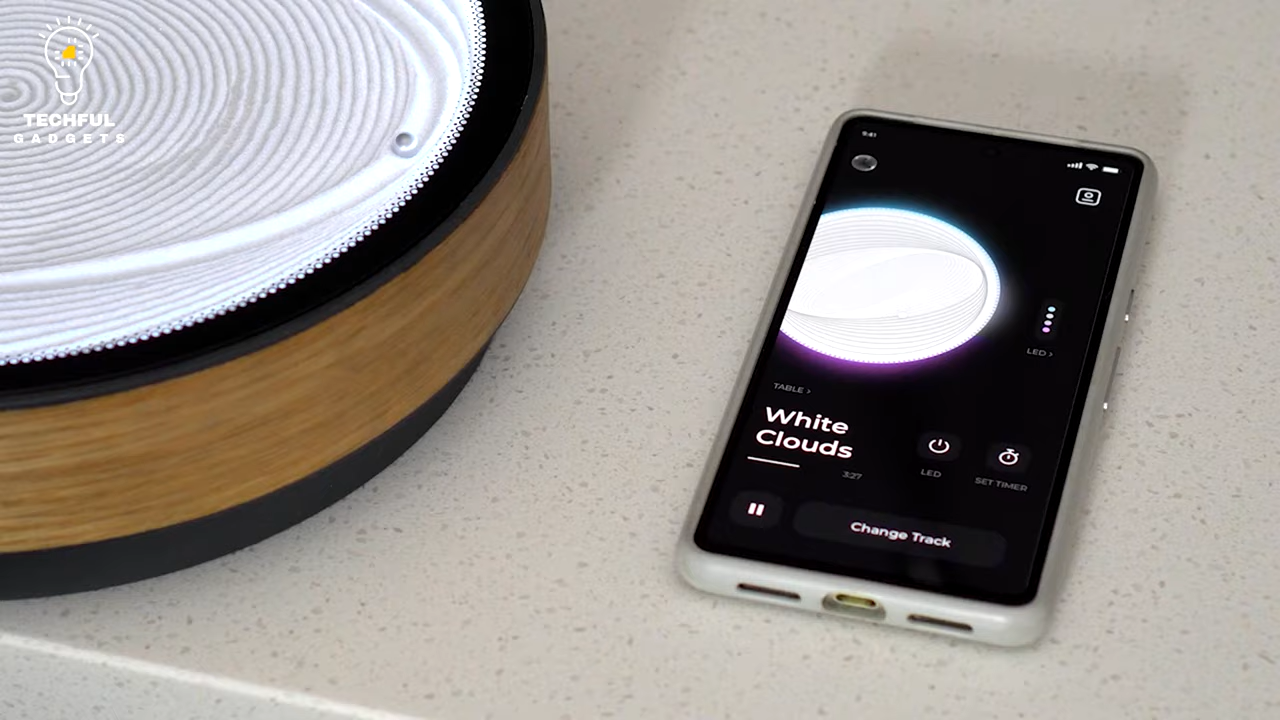 TECHFUL
GADGETS
9:41
LED >
TABLE >
White
Clouds
3:27
LED
SET TIMER
Change Track